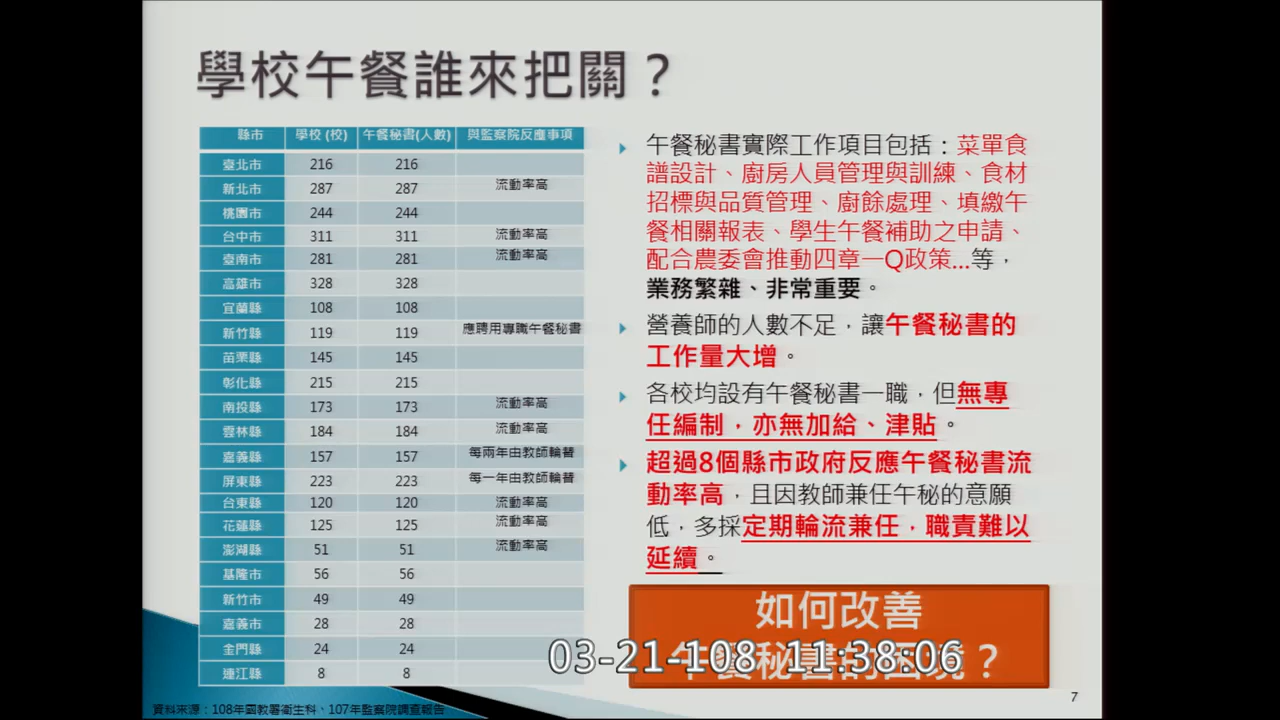 學校午餐誰來把關？
縣市 學校 (校) 午餐秘書(人數) 與監察院反應事項
臺北市 216 216
新北市 287 287 流動率高
桃園市 244 244
台中市 311 311 流動率高
臺南市 281 281 流動率高
高雄市 328 328
宜蘭縣 108 108
新竹縣 119 119 應聘用專職午餐秘書
苗栗縣 145 145
彰化縣 215 215
南投縣 173 173 流動率高
雲林縣 184 184 流動率高
嘉義縣 157 157 每兩年由教師輪替
屏東縣 223 223 每一年由教師輪替
台東縣 120 120 流動率高
花蓮縣 125 125 流動率高
澎湖縣 51 51 流動率高
基隆市 56 56
新竹市 49 49
嘉義市 28 28
金門縣 24 24
連江縣 8 8
資料來源：108年國教署衛生科、107年監察院調查報告
午餐秘書實際工作項目包括：菜單食
譜設計、廚房人員管理與訓練、食材
招標與品質管理、廚餘處理、填繳午
餐相關報表、學生午餐補助之申請、
配合農委會推動四章一Q政策...等，
業務繁雜、非常重要。
營養師的人數不足，讓午餐秘書的
工作量大增。
各校均設有午餐秘書一職，但無專
任編制，亦無加給、津貼。
超過8個縣市政府反應午餐秘書流
動率高，且因教師兼任午秘的意願
低，多採定期輪流兼任，職責難以
延續。
如何改善
午餐秘書的困境？
03-21-108 11:38:06
7